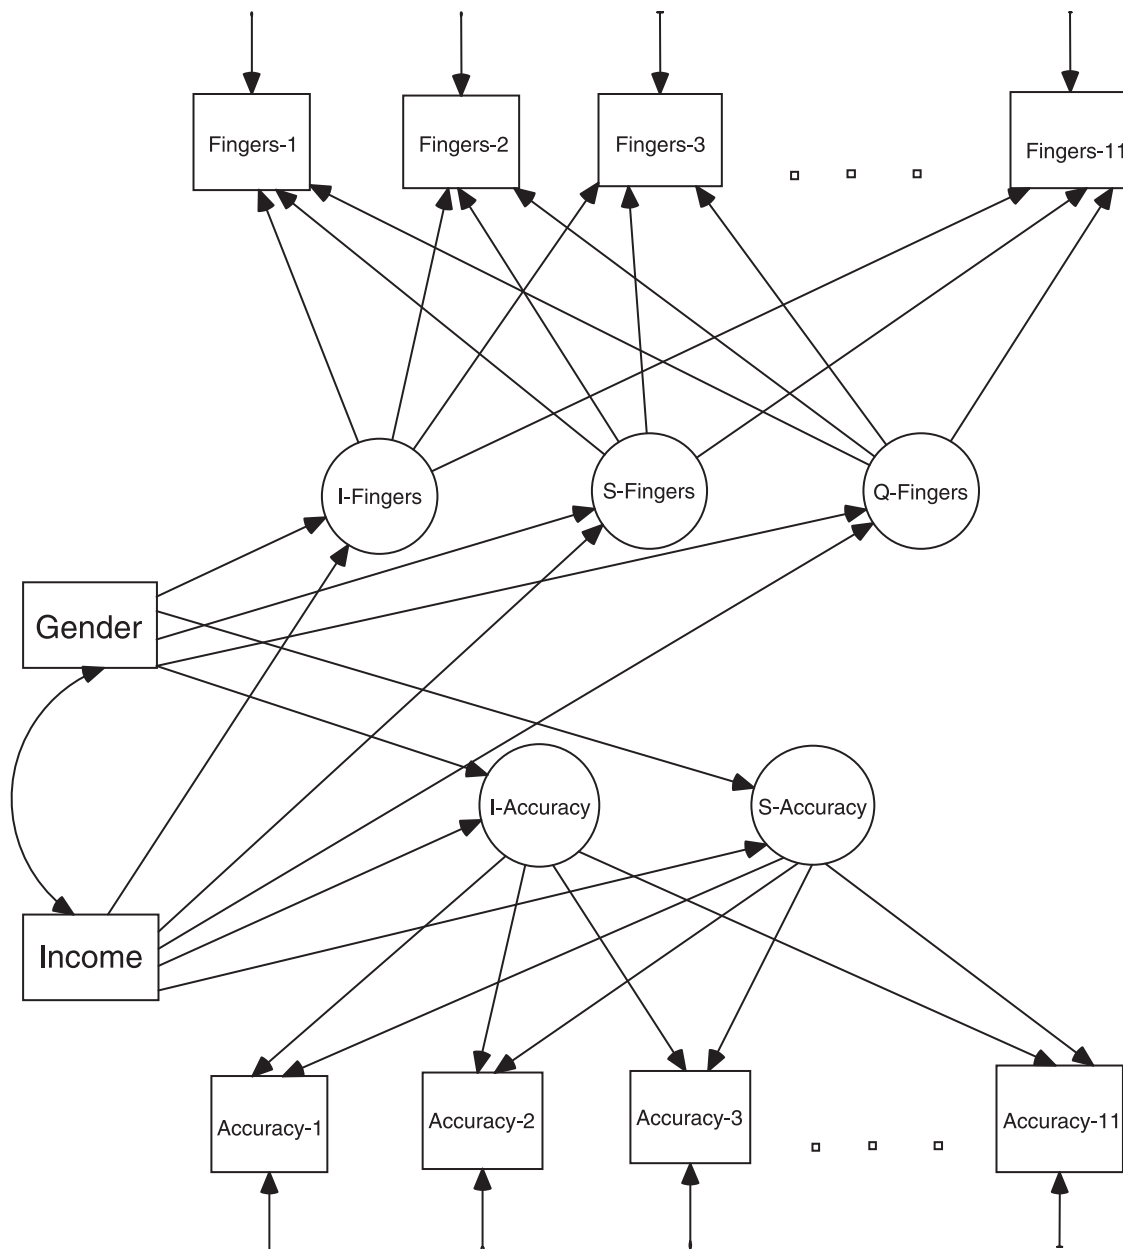 Fingers-1
Fingers-2
Fingers-3
Fingers-11
I-Fingers
S-Fingers
Q-Fingers
Gender
I-Accuracy
S-Accuracy
Income
Accuracy-1
Accuracy-2
Accuracy-3
Accuracy-11